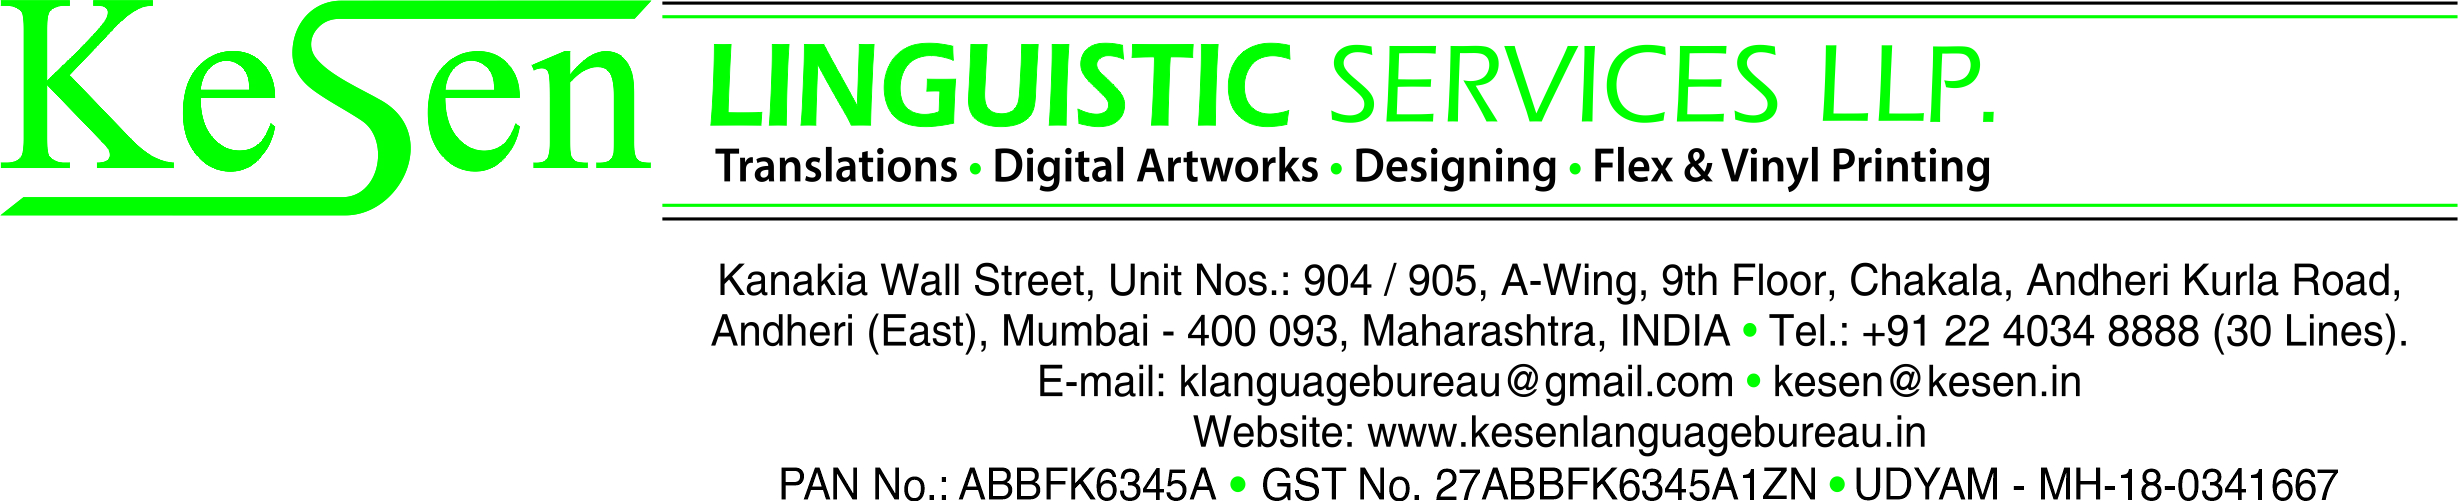 KeSen LINGUISTIC SERVICES LLP.
Translations • Digital Artworks • Designing • Flex & Vinyl Printing
Kanakia Wall Street, Unit Nos.: 904 / 905, A-Wing, 9th Floor, Chakala, Andheri Kurla Road,
Andheri (East), Mumbai - 400 093, Maharashtra, INDIA • Tel.: +91 22 4034 8888 (30 Lines).
E-mail: klanguagebureau@gmail.com • kesen@kesen.in
Website: www.kesenlanguagebureau.in
PAN No.: ABBFK6345A • GST No. 27ABBFK6345A1ZN • UDYAM - MH-18-0341667